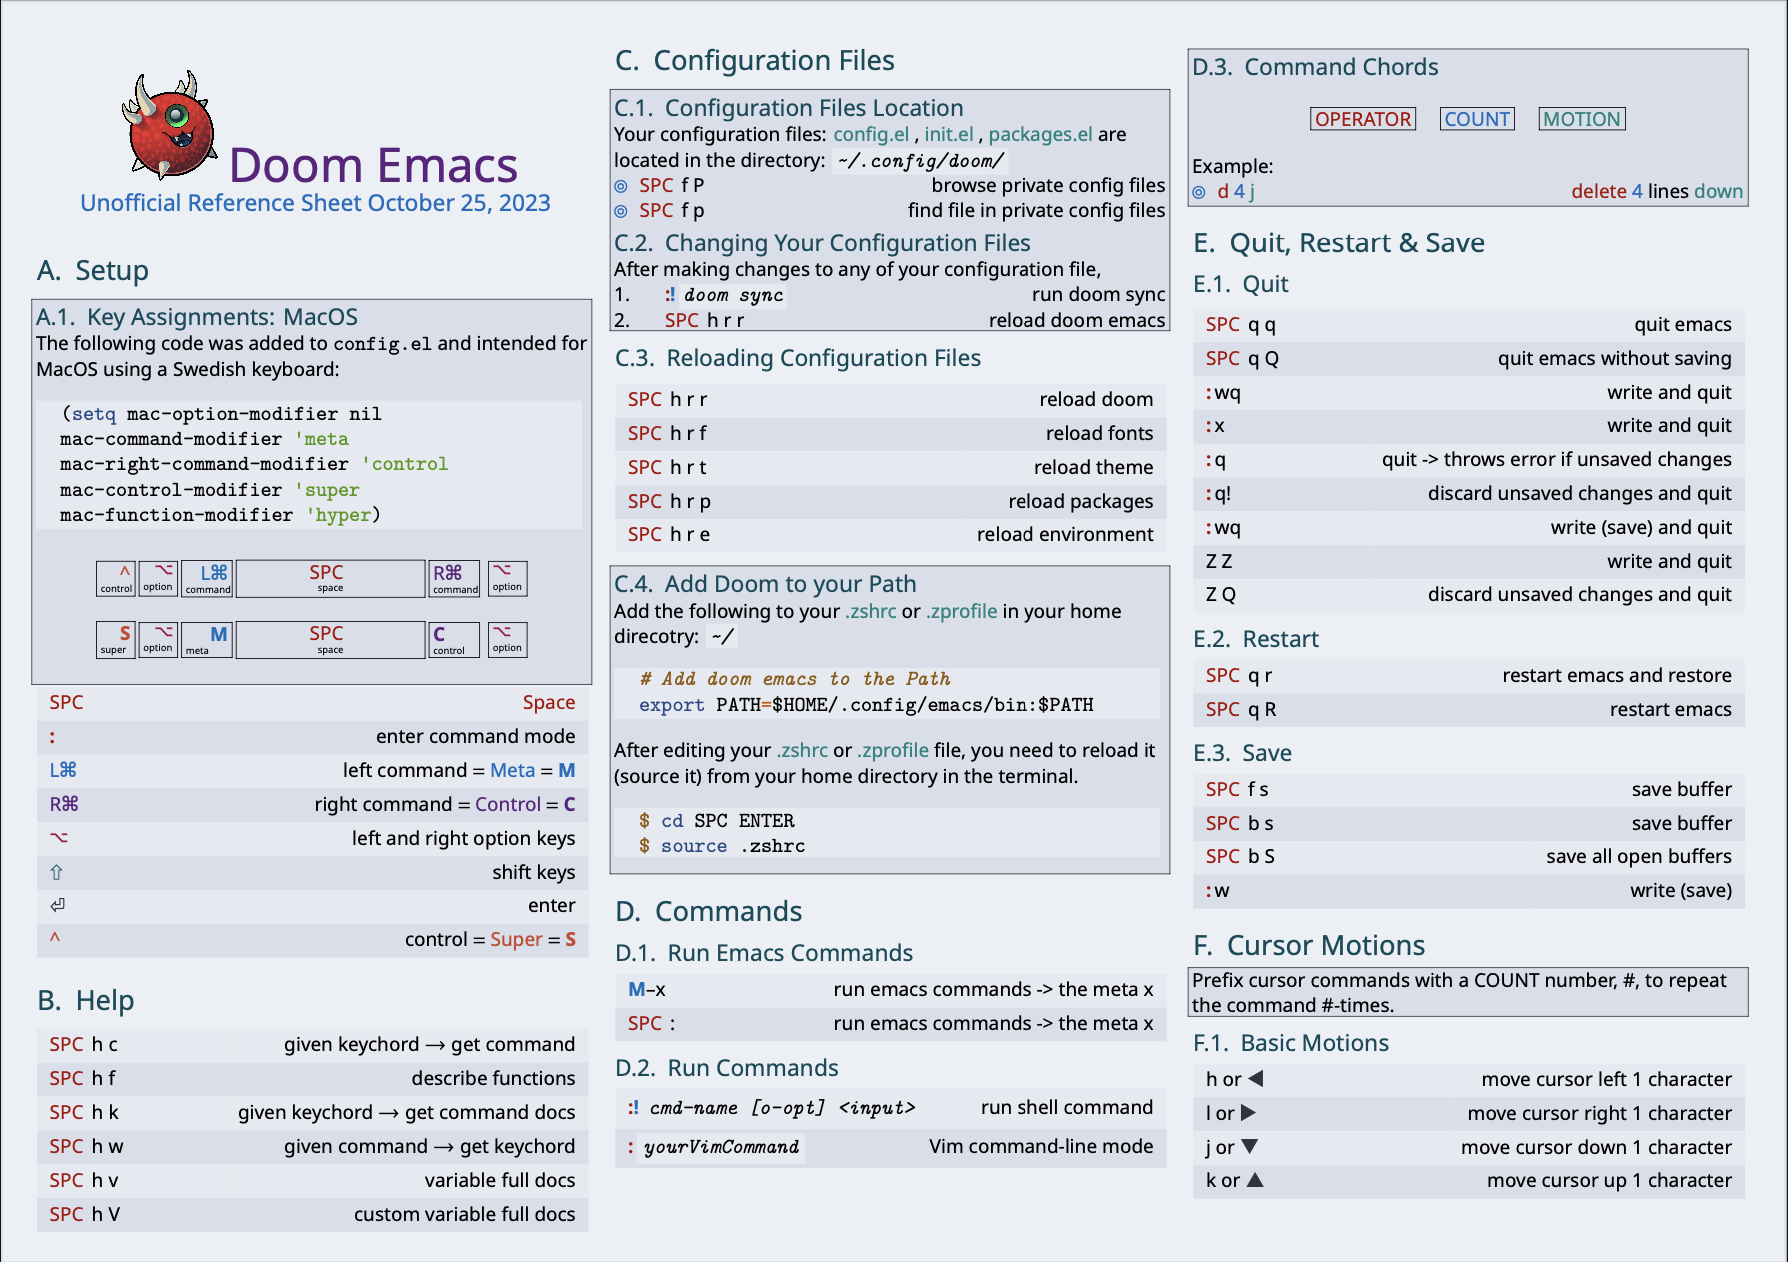 Doom Emacs
Unofficial Reference Sheet October 25, 2023
A. Setup
A.1. Key Assignments: MacOS
The following code was added to config.el and intended for
MacOS using a Swedish keyboard:
(setq mac-option-modifier nil
mac-command-modifier 'meta
mac-right-command-modifier 'control
mac-control-modifier 'super
mac-function-modifier 'hyper)
^ ⌥ L⌘ SPC R⌘ ⌥
control option command space command option
S ⌥ M SPC C ⌥
super option meta space control option
SPC Space
: enter command mode
L⌘ left command = Meta = M
R⌘ right command = Control = C
⌥ left and right option keys
⇧ shift keys
⏎ enter
^ control = Super = S
B. Help
SPC h c given keychord → get command
SPC h f describe functions
SPC h k given keychord → get command docs
SPC h w given command → get keychord
SPC h v variable full docs
SPC h V custom variable full docs
C. Configuration Files
C.1. Configuration Files Location
Your configuration files: config.el , init.el , packages.el are
located in the directory: ~/.config/doom/
◎ SPC f P browse private config files
◎ SPC f p find file in private config files
C.2. Changing Your Configuration Files
After making changes to any of your configuration file,
1. :! doom sync run doom sync
2. SPC h r r reload doom emacs
C.3. Reloading Configuration Files
SPC h r r reload doom
SPC h r f reload fonts
SPC h r t reload theme
SPC h r p reload packages
SPC h r e reload environment
C.4. Add Doom to your Path
Add the following to your .zshrc or .zprofile in your home
direcotry: ~/
# Add doom emacs to the Path
export PATH=$HOME/.config/emacs/bin:$PATH
After editing your .zshrc or .zprofile file, you need to reload it
(source it) from your home directory in the terminal.
$ cd SPC ENTER
$ source .zshrc
D. Commands
D.1. Run Emacs Commands
M–x run emacs commands -> the meta x
SPC : run emacs commands -> the meta x
D.2. Run Commands
:! cmd-name [o-opt] <input> run shell command
: yourVimCommand Vim command-line mode
D.3. Command Chords
OPERATOR COUNT MOTION
Example:
◎ d 4 j delete 4 lines down
E. Quit, Restart & Save
E.1. Quit
SPC q q quit emacs
SPC q Q quit emacs without saving
:wq write and quit
:x write and quit
:q quit -> throws error if unsaved changes
:q! discard unsaved changes and quit
:wq write (save) and quit
Z Z write and quit
Z Q discard unsaved changes and quit
E.2. Restart
SPC q r restart emacs and restore
SPC q R restart emacs
E.3. Save
SPC f s save buffer
SPC b s save buffer
SPC b S save all open buffers
:w write (save)
F. Cursor Motions
Prefix cursor commands with a COUNT number, #, to repeat
the command #-times.
F.1. Basic Motions
h or ◀ move cursor left 1 character
l or ▶ move cursor right 1 character
j or ▼ move cursor down 1 character
k or ▲ move cursor up 1 character